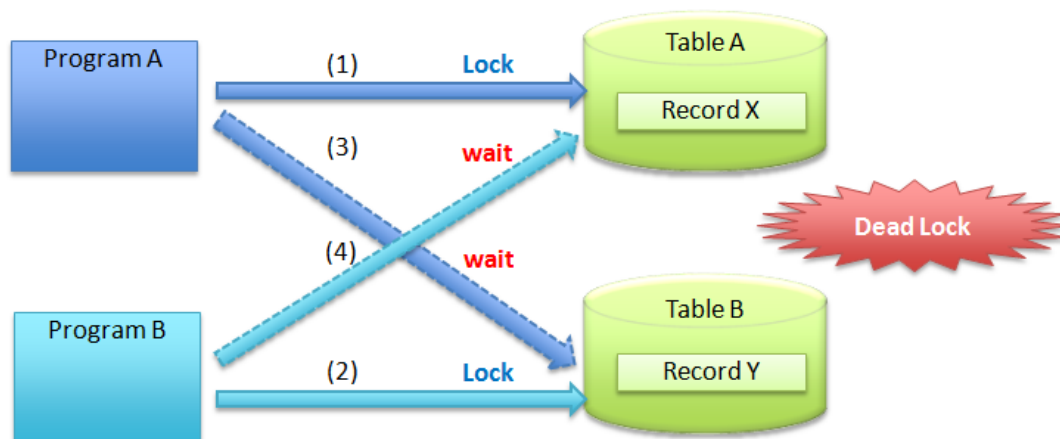 Program A
(1)
Lock
Table A
Record X
(3)
wait
Dead Lock
(4)
wait
Program B
(2)
Lock
Table B
Record Y